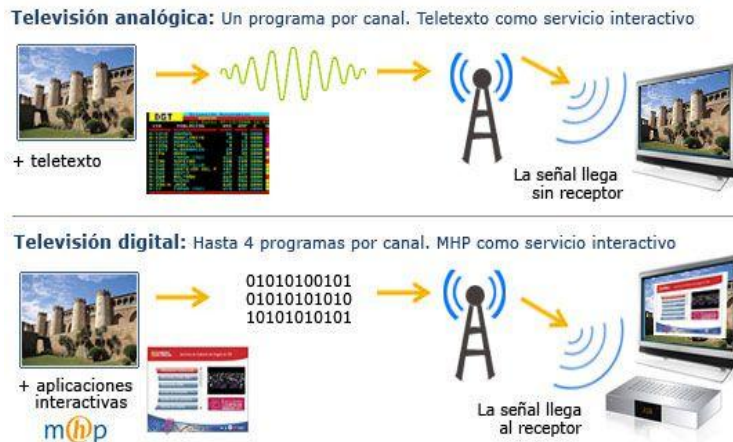 Televisión analógica: Un programa por canal. Teletexto como servicio interactivo
DGT
+ teletexto
La señal llega
sin receptor
Televisión digital: Hasta 4 programas por canal. MHP como servicio interactivo
01010100101
01010101010
10101010101
+ aplicaciones
interactivas
mhp
La señal llega
al receptor